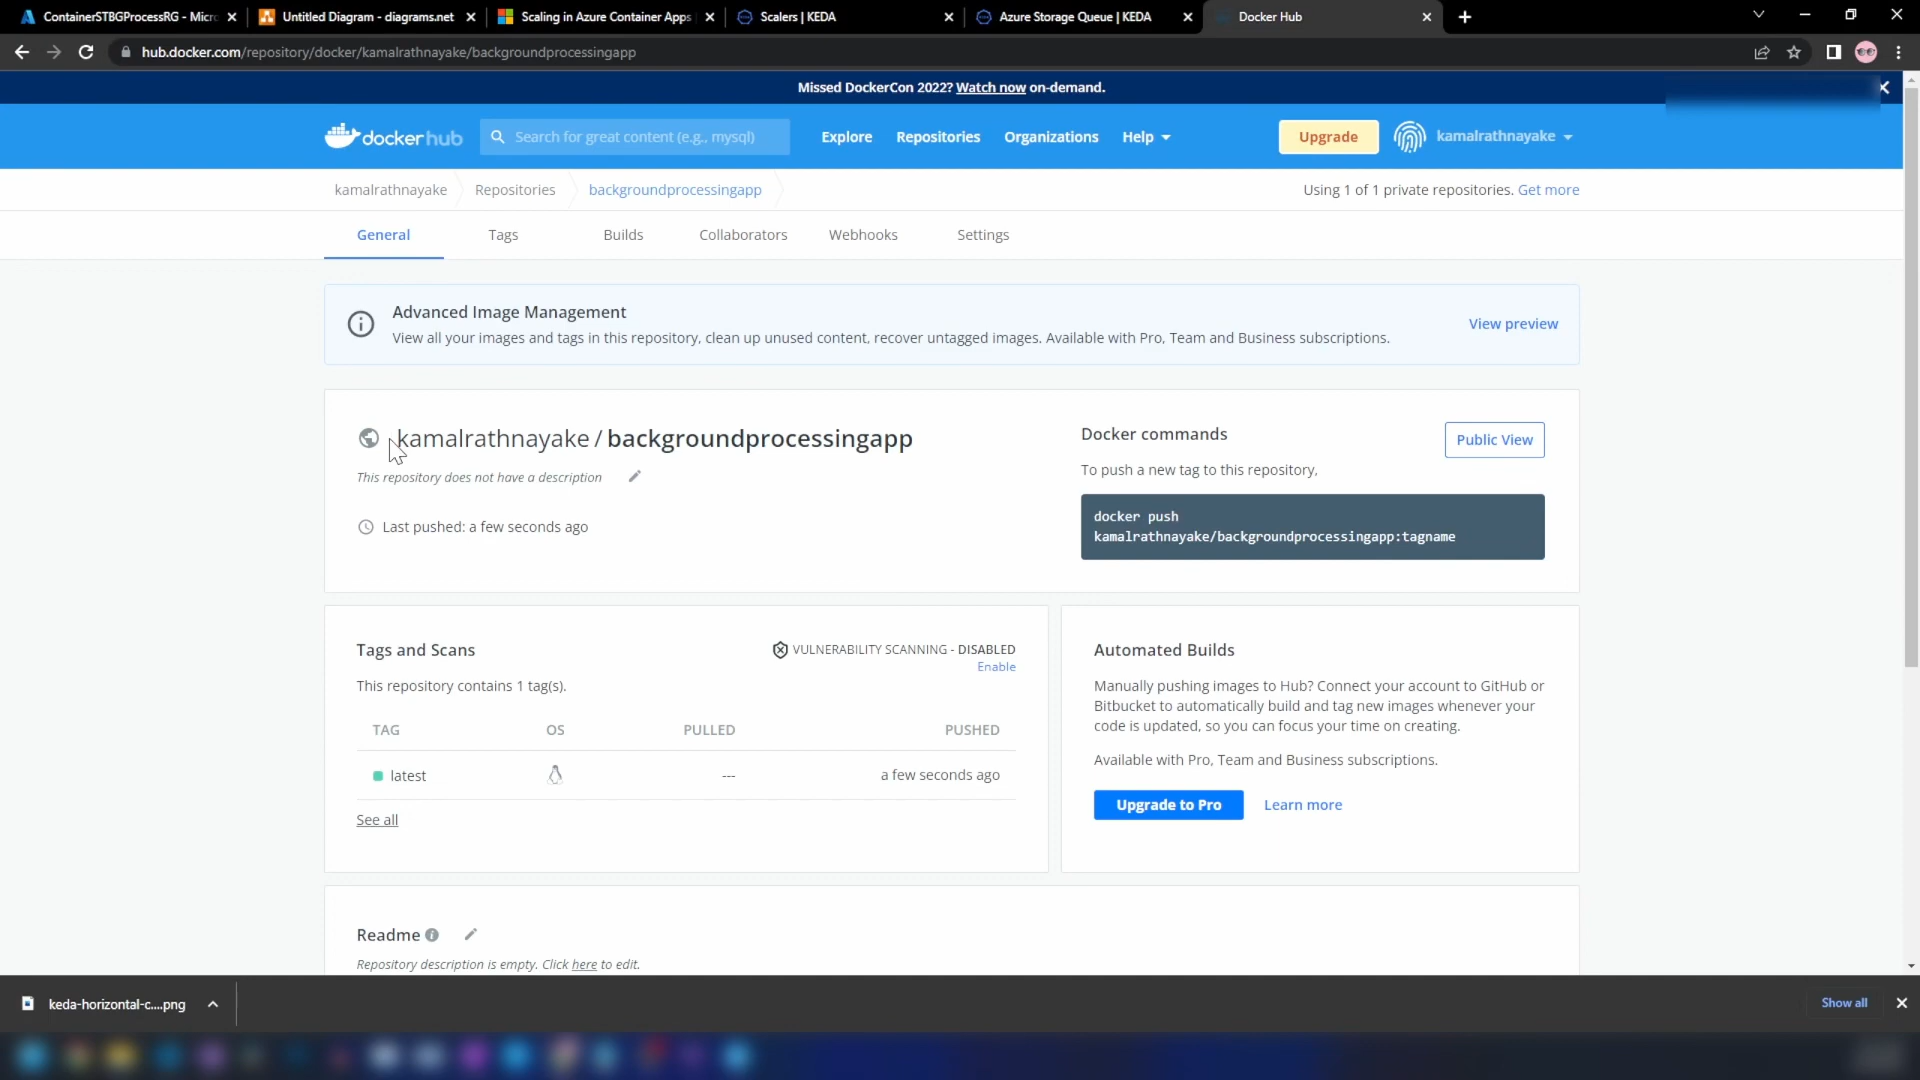 ContainerSTBGProcessRG - Micro
Untitled Diagram - diagrams.net
Scaling in Azure Container Apps
Scalers | KEDA
Azure Storage Queue | KEDA
Docker Hub
hub.docker.com/repository/docker/kamalrathnayake/backgroundprocessingapp
Missed DockerCon 2022? Watch now on-demand.
docker hub
Search for great content (e.g., mysql)
Explore
Repositories
Organizations
Help
Upgrade
kamalrathnayake
kamalrathnayake
Repositories
backgroundprocessingapp
Using 1 of 1 private repositories. Get more
General
Tags
Builds
Collaborators
Webhooks
Settings
Advanced Image Management
View all your images and tags in this repository, clean up unused content, recover untagged images. Available with Pro, Team and Business subscriptions.
View preview
kamalrathnayake / backgroundprocessingapp
This repository does not have a description
Last pushed: a few seconds ago
Docker commands
Public View
To push a new tag to this repository,
docker push
kamalrathnayake/backgroundprocessingapp:tagname
Tags and Scans
VULNERABILITY SCANNING - DISABLED
Enable
This repository contains 1 tag(s).
TAG
OS
PULLED
PUSHED
latest
---
a few seconds ago
See all
Automated Builds
Manually pushing images to Hub? Connect your account to GitHub or
Bitbucket to automatically build and tag new images whenever your
code is updated, so you can focus your time on creating.
Available with Pro, Team and Business subscriptions.
Upgrade to Pro
Learn more
Readme
Repository description is empty. Click here to edit.
keda-horizontal-c....png
Show all